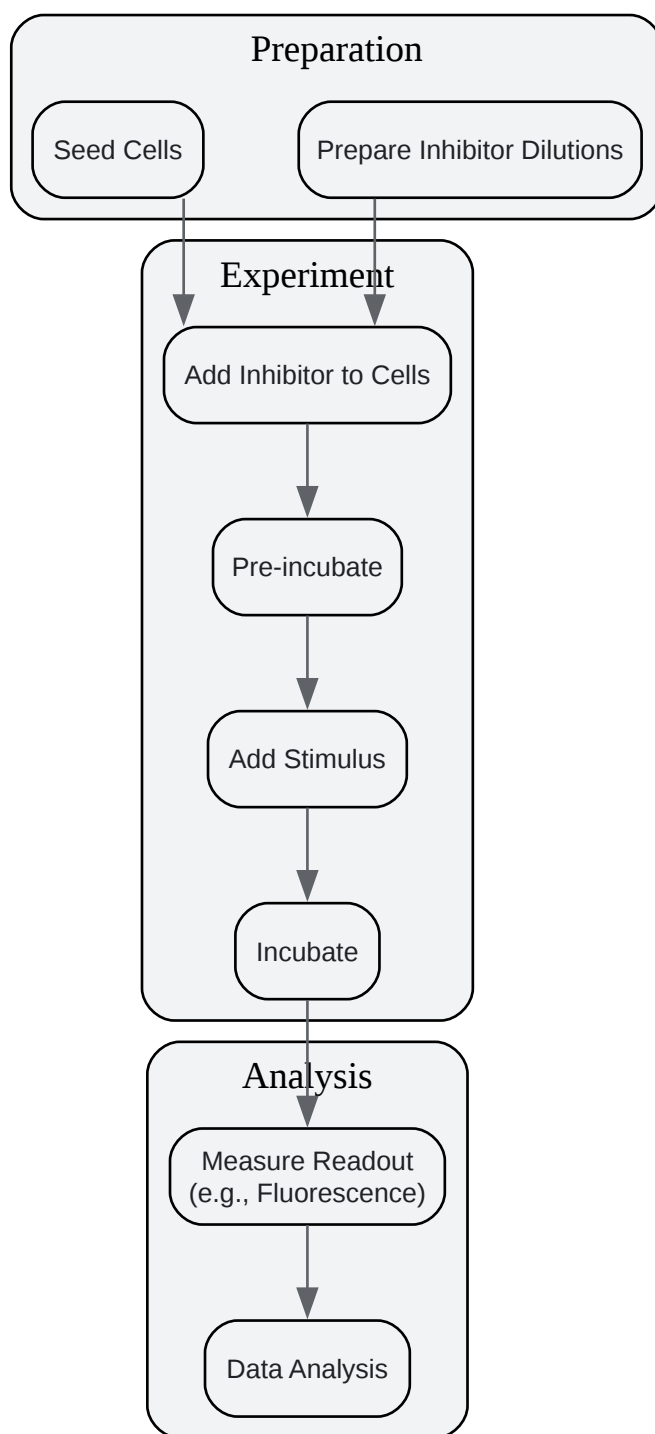 Preparation
Seed Cells
Prepare Inhibitor Dilutions
Experiment
Add Inhibitor to Cells
Pre-incubate
Add Stimulus
Incubate
Analysis
Measure Readout
(e.g., Fluorescence)
Data Analysis